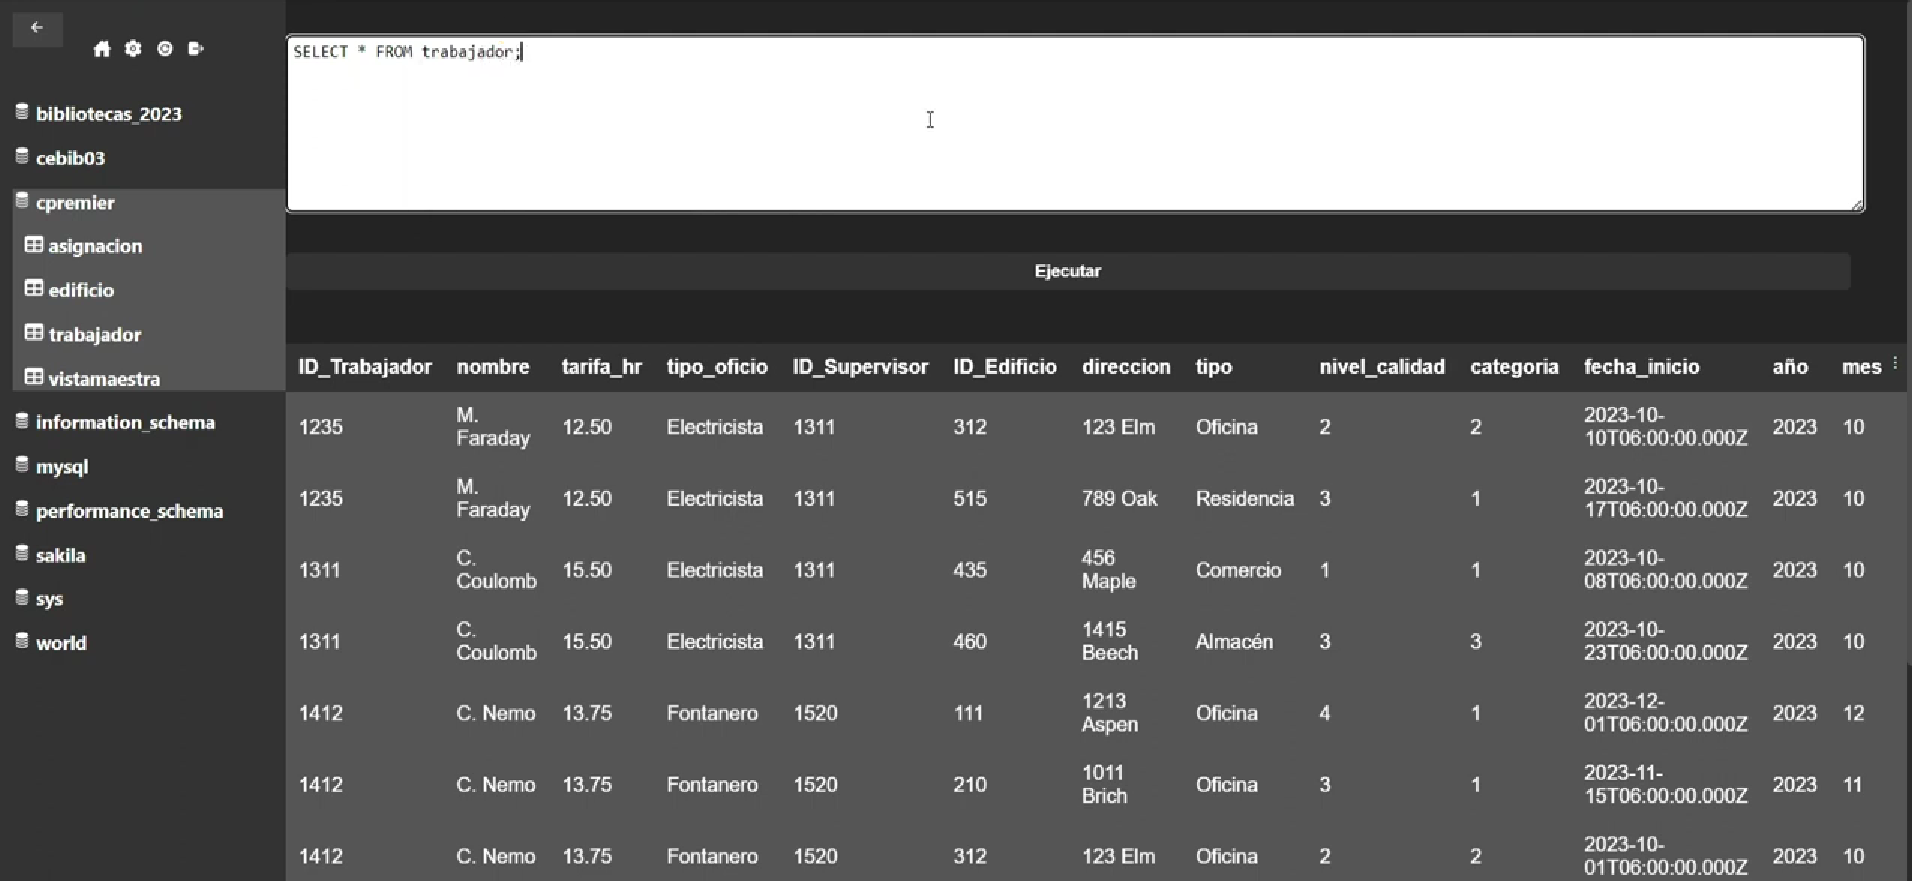 SELECT * FROM trabajador;
bibliotecas_2023
cebib03
cpremier
asignacion
edificio
trabajador
vistamaestra
information_schema
mysql
performance_schema
sakila
sys
world
Ejecutar
ID_Trabajador nombre tarifa_hr tipo_oficio ID_Supervisor ID_Edificio direccion tipo nivel_calidad categoria fecha_inicio año mes
1235 M. Faraday 12.50 Electricista 1311 312 123 Elm Oficina 2 2 2023-10-10T06:00:00.000Z 2023 10
1235 M. Faraday 12.50 Electricista 1311 515 789 Oak Residencia 3 1 2023-10-17T06:00:00.000Z 2023 10
1311 C. Coulomb 15.50 Electricista 1311 435 456 Maple Comercio 1 1 2023-10-08T06:00:00.000Z 2023 10
1311 C. Coulomb 15.50 Electricista 1311 460 1415 Beech Almacén 3 3 2023-10-23T06:00:00.000Z 2023 10
1412 C. Nemo 13.75 Fontanero 1520 111 1213 Aspen Oficina 4 1 2023-12-01T06:00:00.000Z 2023 12
1412 C. Nemo 13.75 Fontanero 1520 210 1011 Brich Oficina 3 1 2023-11-15T06:00:00.000Z 2023 11
1412 C. Nemo 13.75 Fontanero 1520 312 123 Elm Oficina 2 2 2023-10-01T06:00:00.000Z 2023 10